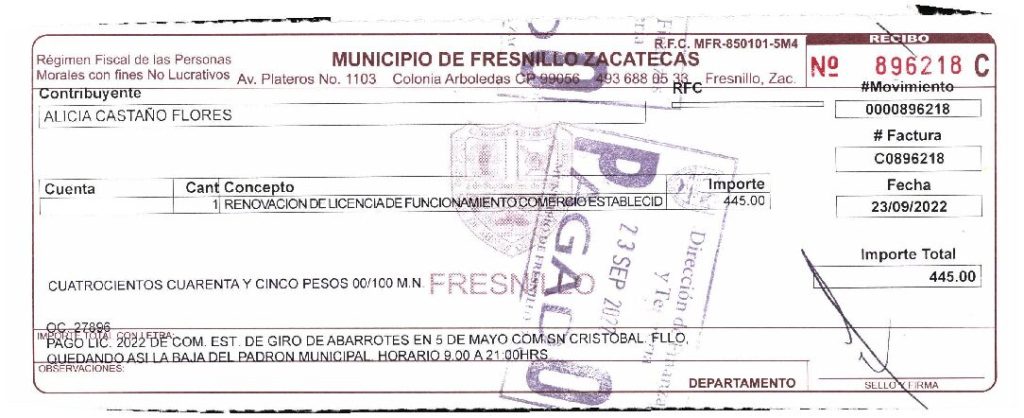 RECIBO
R.F.C. MFR-850101-5M4
Régimen Fiscal de las Personas
Morales con fines No Lucrativos
MUNICIPIO DE FRESNILLO ZACATECAS
Av. Plateros No. 1103 Colonia Arboledas CP 99056 493 688 65 33 Fresnillo, Zac.
Nº 896218 C
Contribuyente
RFC
#Movimiento
ALICIA CASTAÑO FLORES
0000896218
# Factura
C0896218
Cuenta Cant Concepto Importe
Fecha
1 RENOVACION DE LICENCIA DE FUNCIONAMIENTO COMERCIO ESTABLECID 445.00
23/09/2022
PAGADO
23 SEP
Dirección de Finanzas
Importe Total
445.00
CUATROCIENTOS CUARENTA Y CINCO PESOS 00/100 M.N.
FRESNILLO
OC 27896
IMPORTE TOTAL CON LETRA:
PAGO LIC. 2022 DE COM. EST. DE GIRO DE ABARROTES EN 5 DE MAYO COM SN CRISTOBAL. FLLO,
QUEDANDO ASI LA BAJA DEL PADRON MUNICIPAL. HORARIO 9.00 A 21:00HRS
OBSERVACIONES:
DEPARTAMENTO
SELLO Y FIRMA